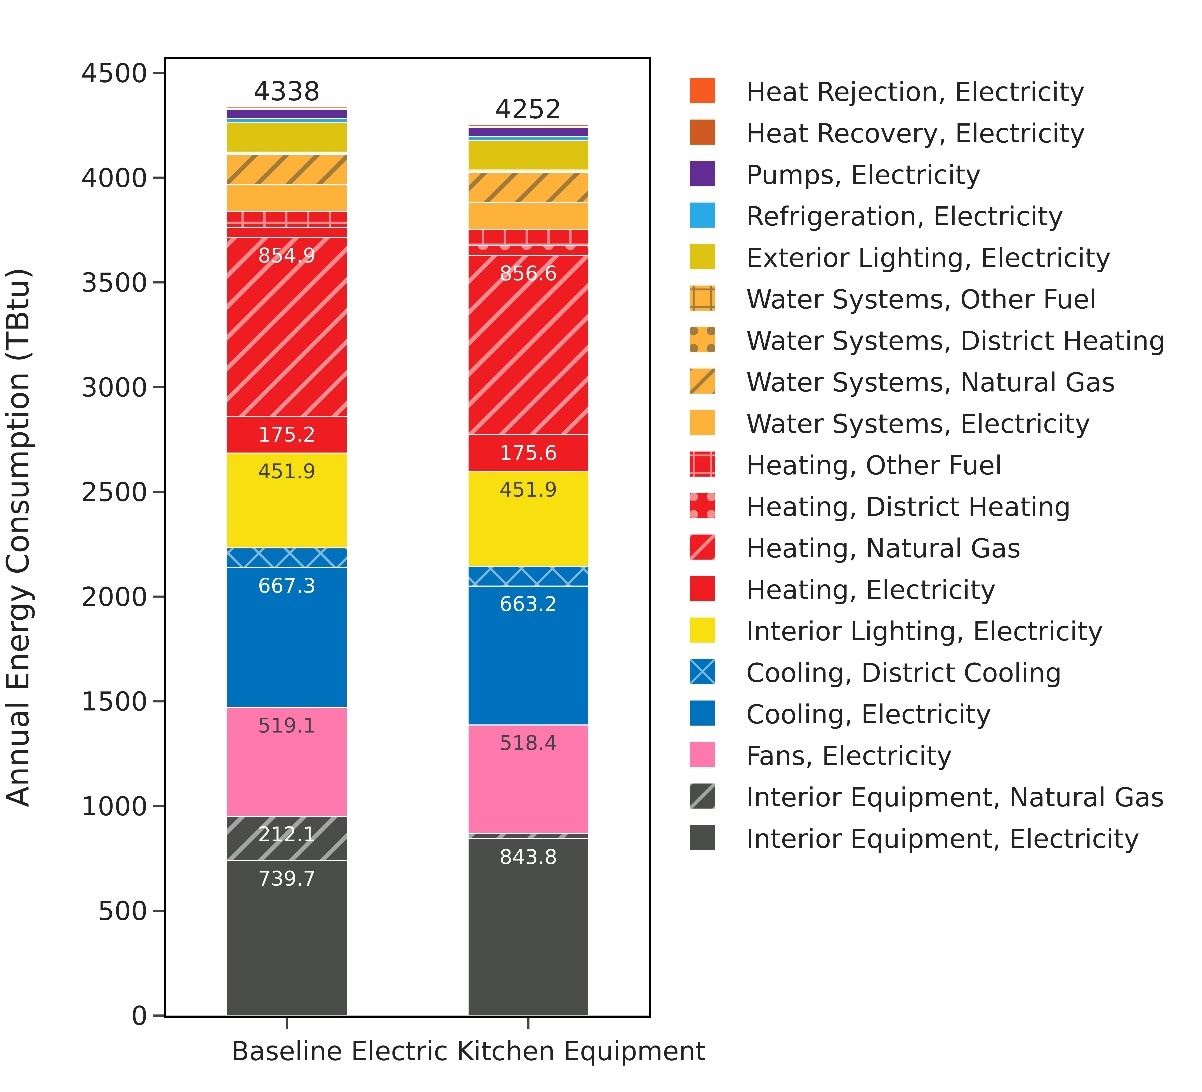 4500
4000
3500
3000
2500
2000
1500
1000
500
0
Annual Energy Consumption (TBtu)
4338
854.9
175.2
451.9
667.3
519.1
212.1
739.7
4252
856.6
175.6
451.9
663.2
518.4
843.8
Baseline Electric Kitchen Equipment
Heat Rejection, Electricity
Heat Recovery, Electricity
Pumps, Electricity
Refrigeration, Electricity
Exterior Lighting, Electricity
Water Systems, Other Fuel
Water Systems, District Heating
Water Systems, Natural Gas
Water Systems, Electricity
Heating, Other Fuel
Heating, District Heating
Heating, Natural Gas
Heating, Electricity
Interior Lighting, Electricity
Cooling, District Cooling
Cooling, Electricity
Fans, Electricity
Interior Equipment, Natural Gas
Interior Equipment, Electricity